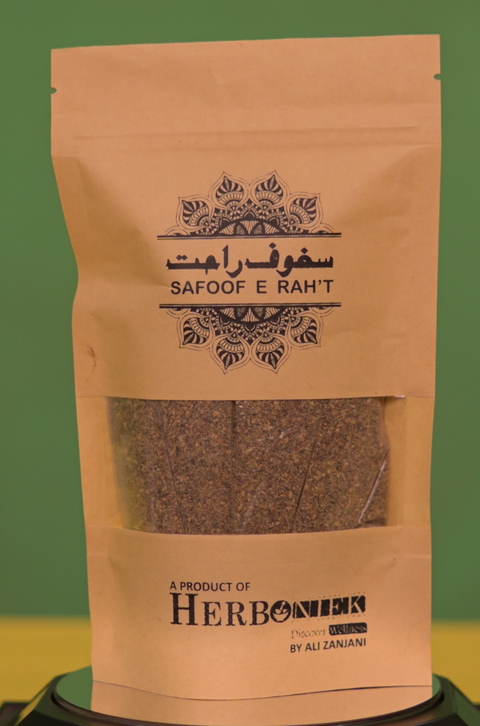 سفوف راحت
SAFOOF E RAH'T
A PRODUCT OF
HERBONIEK
Discover Wellness
BY ALI ZANJANI